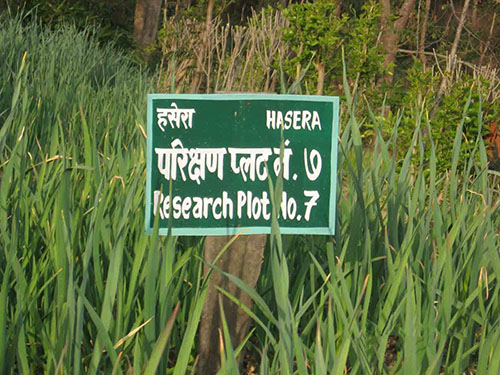 हसेरा HASERA
परिक्षण प्लट नं. ७
Research Plot No. 7